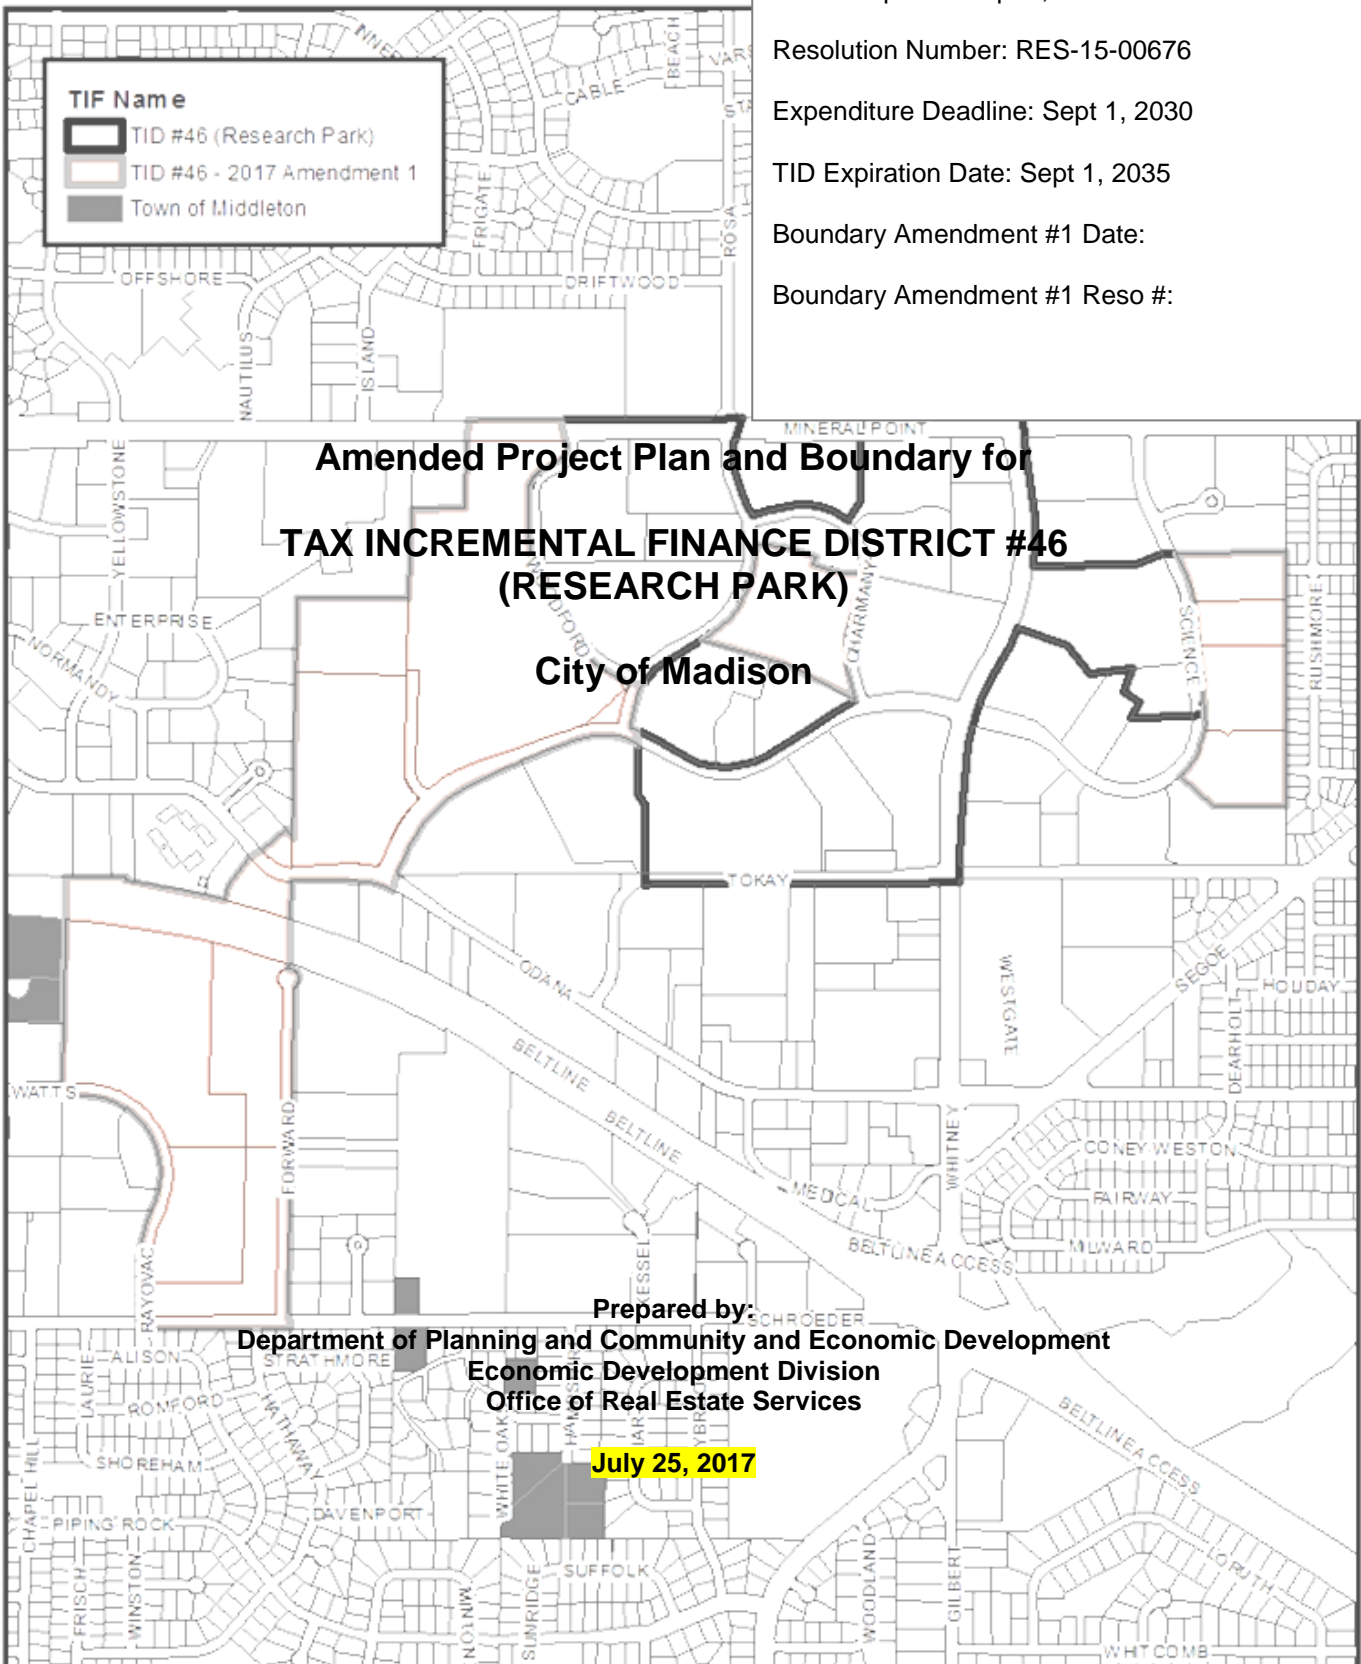 Resolution Number: RES-15-00676
Expenditure Deadline: Sept 1, 2030
TID Expiration Date: Sept 1, 2035
Boundary Amendment #1 Date:
Boundary Amendment #1 Reso #:
TIF Name
TID #46 (Research Park)
TID #46 - 2017 Amendment 1
Town of Middleton
CABLE
BEACH
FRIGATE
ROSA
OFFSHORE
DRIFTWOOD
NAUTILUS
ISLAND
MINERAL POINT
Amended Project Plan and Boundary for
TAX INCREMENTAL FINANCE DISTRICT #46
(RESEARCH PARK)
City of Madison
YELLOWSTONE
ENTERPRISE
NORMANDY
CHARMANY
SCIENCE
RUSHMORE
TOKAY
ODANA
WESTGATE
SEGOE
HOLIDAY
DEARHOLT
BELTLINE
BELTLINE
WATTS
FORWARD
WHITNEY
CONEY WESTON
MEDICAL
FAIRWAY
MILWARD
BELTLINE ACCESS
RAYOVAC
KESSEL
SCHROEDER
Prepared by:
Department of Planning and Community and Economic Development
Economic Development Division
Office of Real Estate Services
July 25, 2017
LAURIE
ALISON
STRATHMORE
ROMFORD
HATHAWAY
SHOREHAM
CHAPEL HILL
PIPING ROCK
DAVENPORT
WHITE OAK
BELTLINE ACCESS
FRISCH
WINSTON
MINTON
SUNRIDGE
SUFFOLK
WOODLAND
GILBERT
WHITCOMB